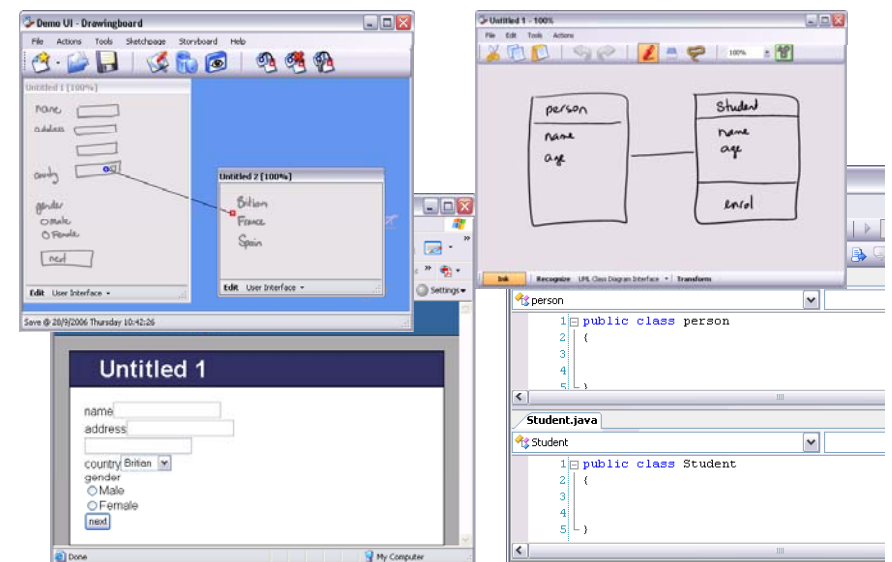 Demo UI - Drawingboard
File Actions Tools Sketchpage Storyboard Help
Untitled 1 [100%]
name
address
country
gender
male
Female
next
Edit User Interface
Save @ 28/9/2006 Thursday 10:42:26
Untitled 2 [100%]
Britian
France
Spain
Edit User Interface
Settings
Untitled 1
name
address
country Britian
gender
Male
Female
next
Done My Computer
Untitled 1 - 100%
File Edit Tools Actions
100%
person
name
age
Student
name
age
enrol
Ink Recognize UML Class Diagram Interface Transform
person
1 public class person
2 {
3
4
5 }
Student.java
Student
1 public class Student
2 {
3
4
5 }